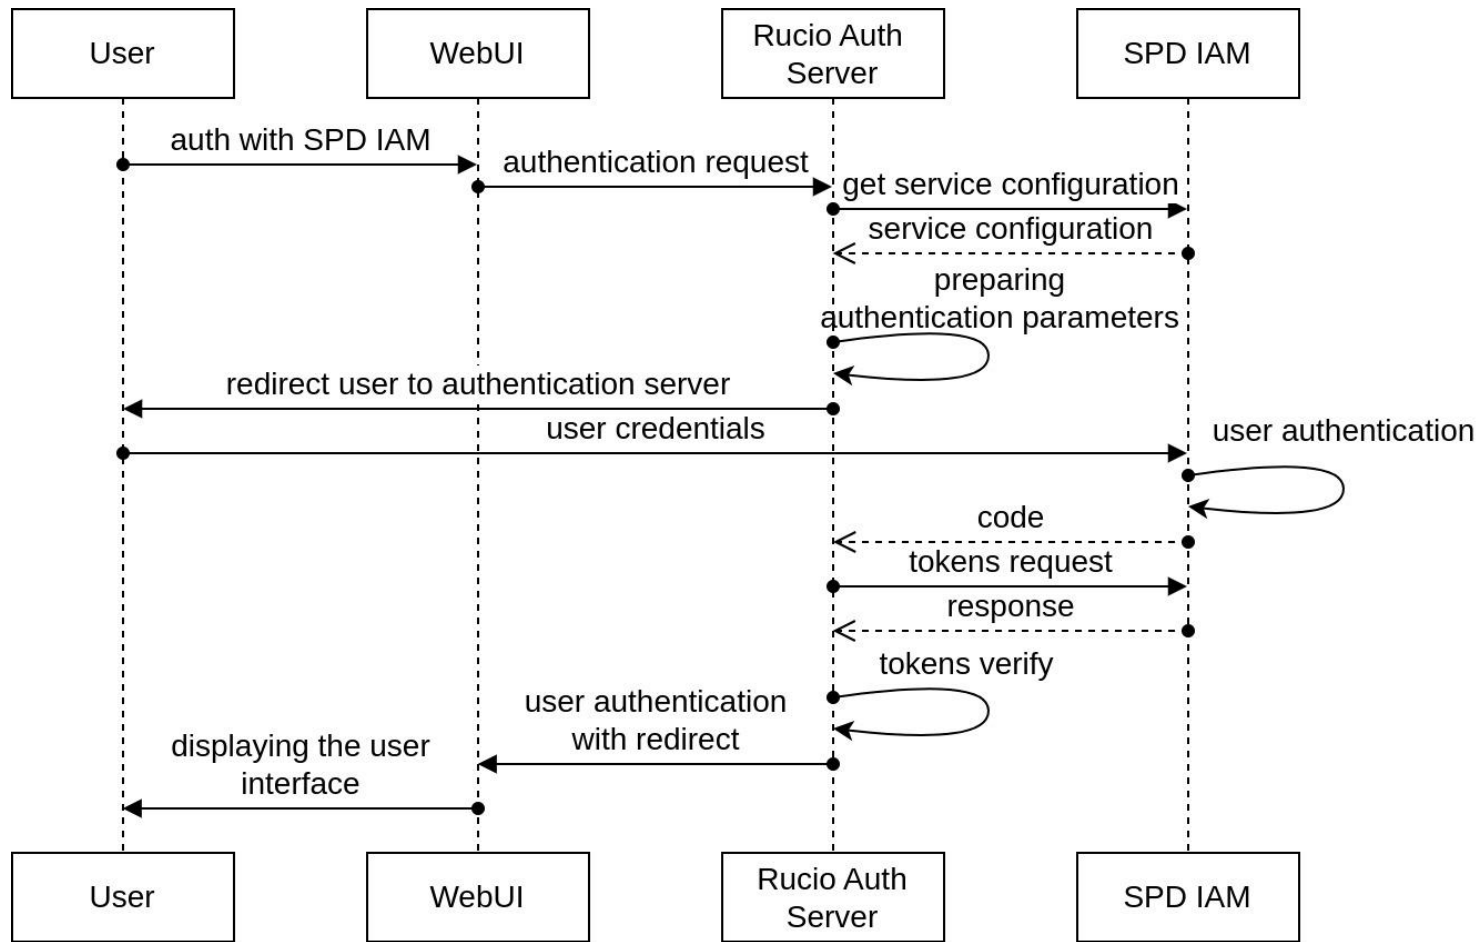 User
WebUI
Rucio Auth
Server
SPD IAM
auth with SPD IAM
authentication request
get service configuration
service configuration
preparing
authentication parameters
redirect user to authentication server
user credentials
user authentication
code
tokens request
response
tokens verify
user authentication
with redirect
displaying the user
interface
User
WebUI
Rucio Auth
Server
SPD IAM